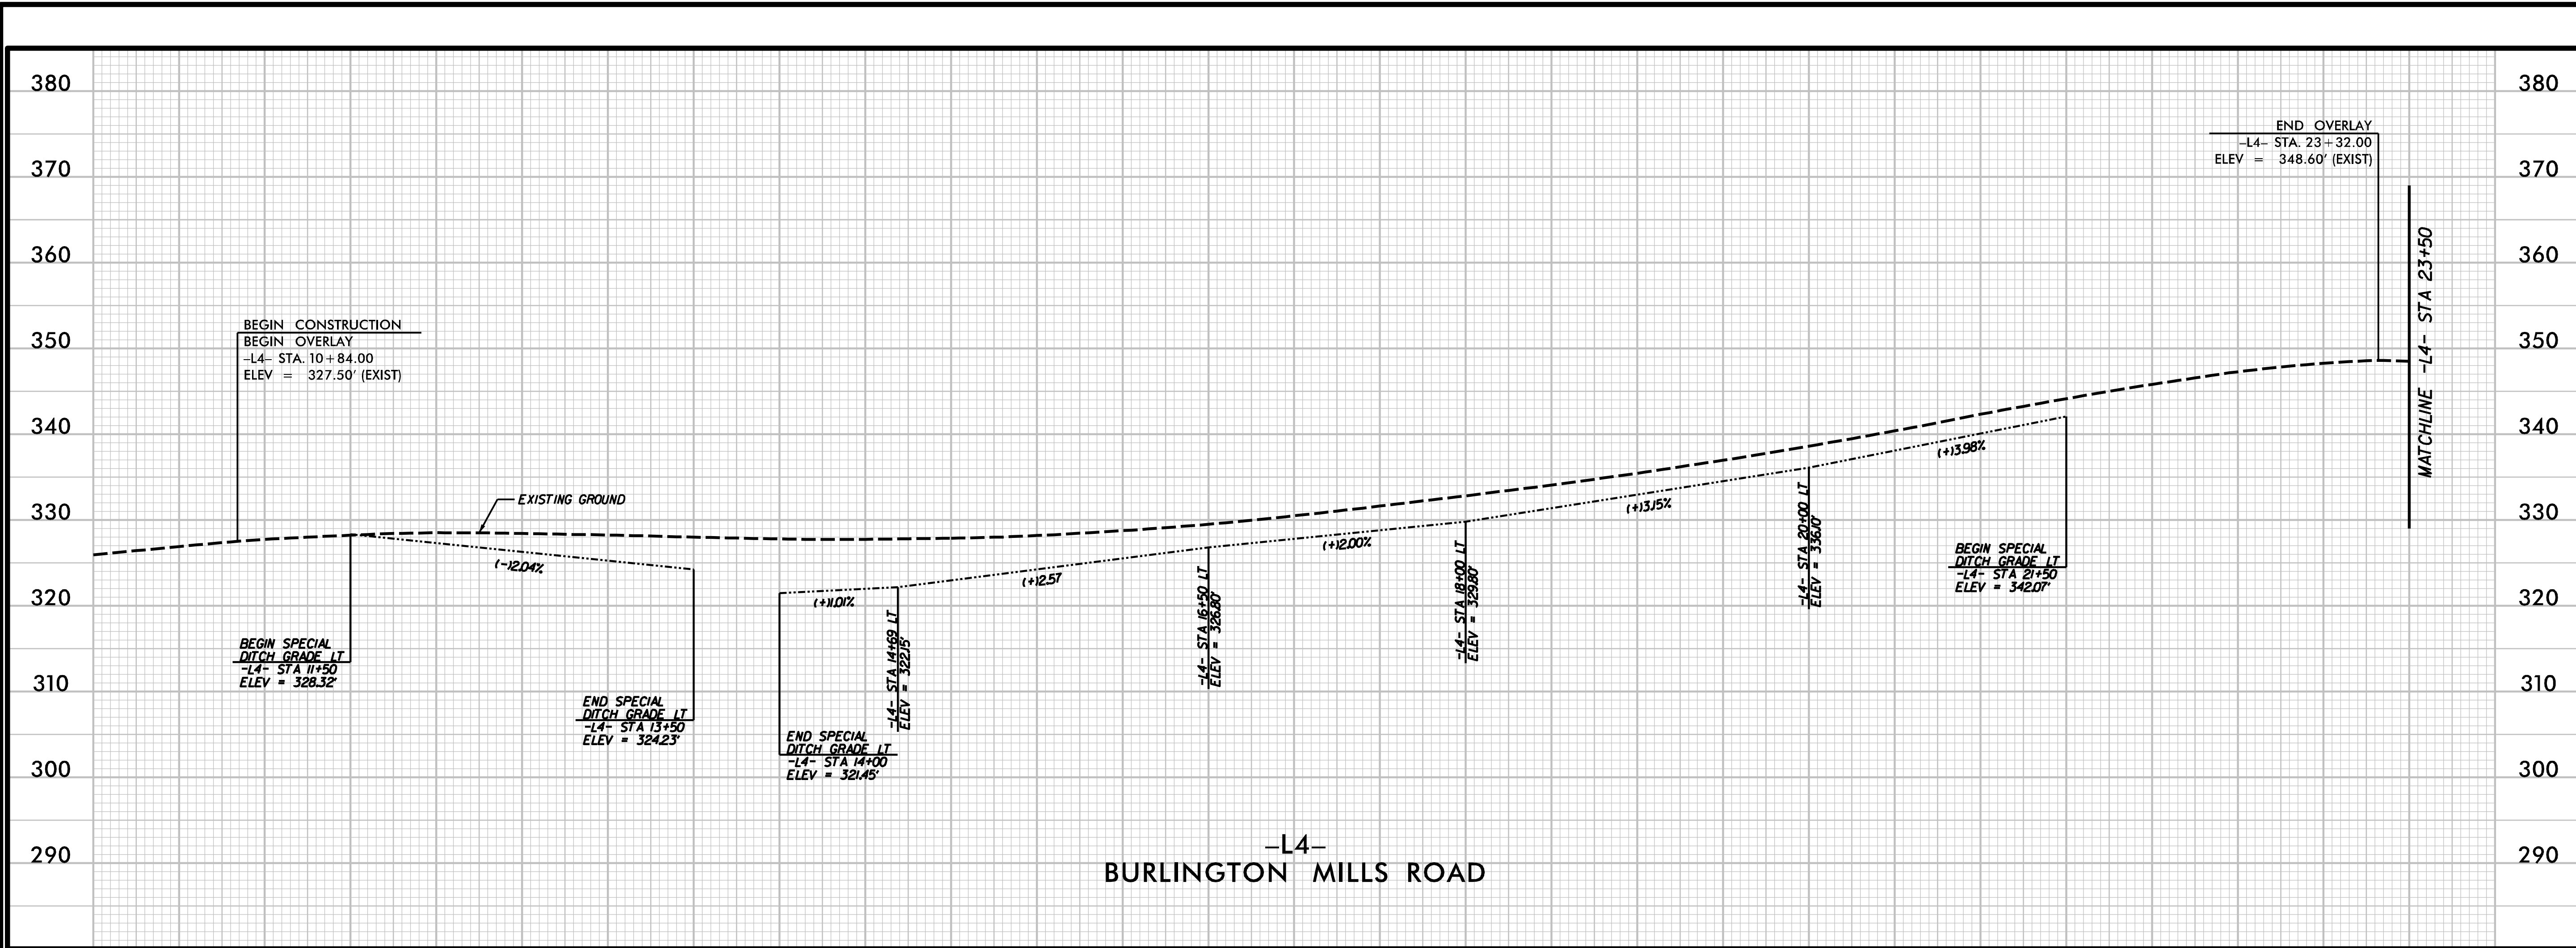 380
380
370
370
360
360
350
350
340
340
330
330
320
320
310
310
300
300
290
290
END OVERLAY
–L4– STA. 23+32.00
ELEV = 348.60' (EXIST)
MATCHLINE -L4- STA 23+50
BEGIN CONSTRUCTION
BEGIN OVERLAY
–L4– STA. 10+84.00
ELEV = 327.50' (EXIST)
EXISTING GROUND
(-)2.04%
(+)1.01%
(+)2.57
(+)2.00%
(+)3.15%
(+)3.98%
BEGIN SPECIAL
DITCH GRADE LT
-L4- STA 11+50
ELEV = 328.32'
END SPECIAL
DITCH GRADE LT
-L4- STA 13+50
ELEV = 324.23'
END SPECIAL
DITCH GRADE LT
-L4- STA 14+00
ELEV = 321.45'
-L4- STA 14+69 LT
ELEV = 322.15'
-L4- STA 16+50 LT
ELEV = 326.80'
-L4- STA 18+00 LT
ELEV = 329.80'
-L4- STA 20+00 LT
ELEV = 336.10'
BEGIN SPECIAL
DITCH GRADE LT
-L4- STA 21+50
ELEV = 342.07'
–L4–
BURLINGTON MILLS ROAD